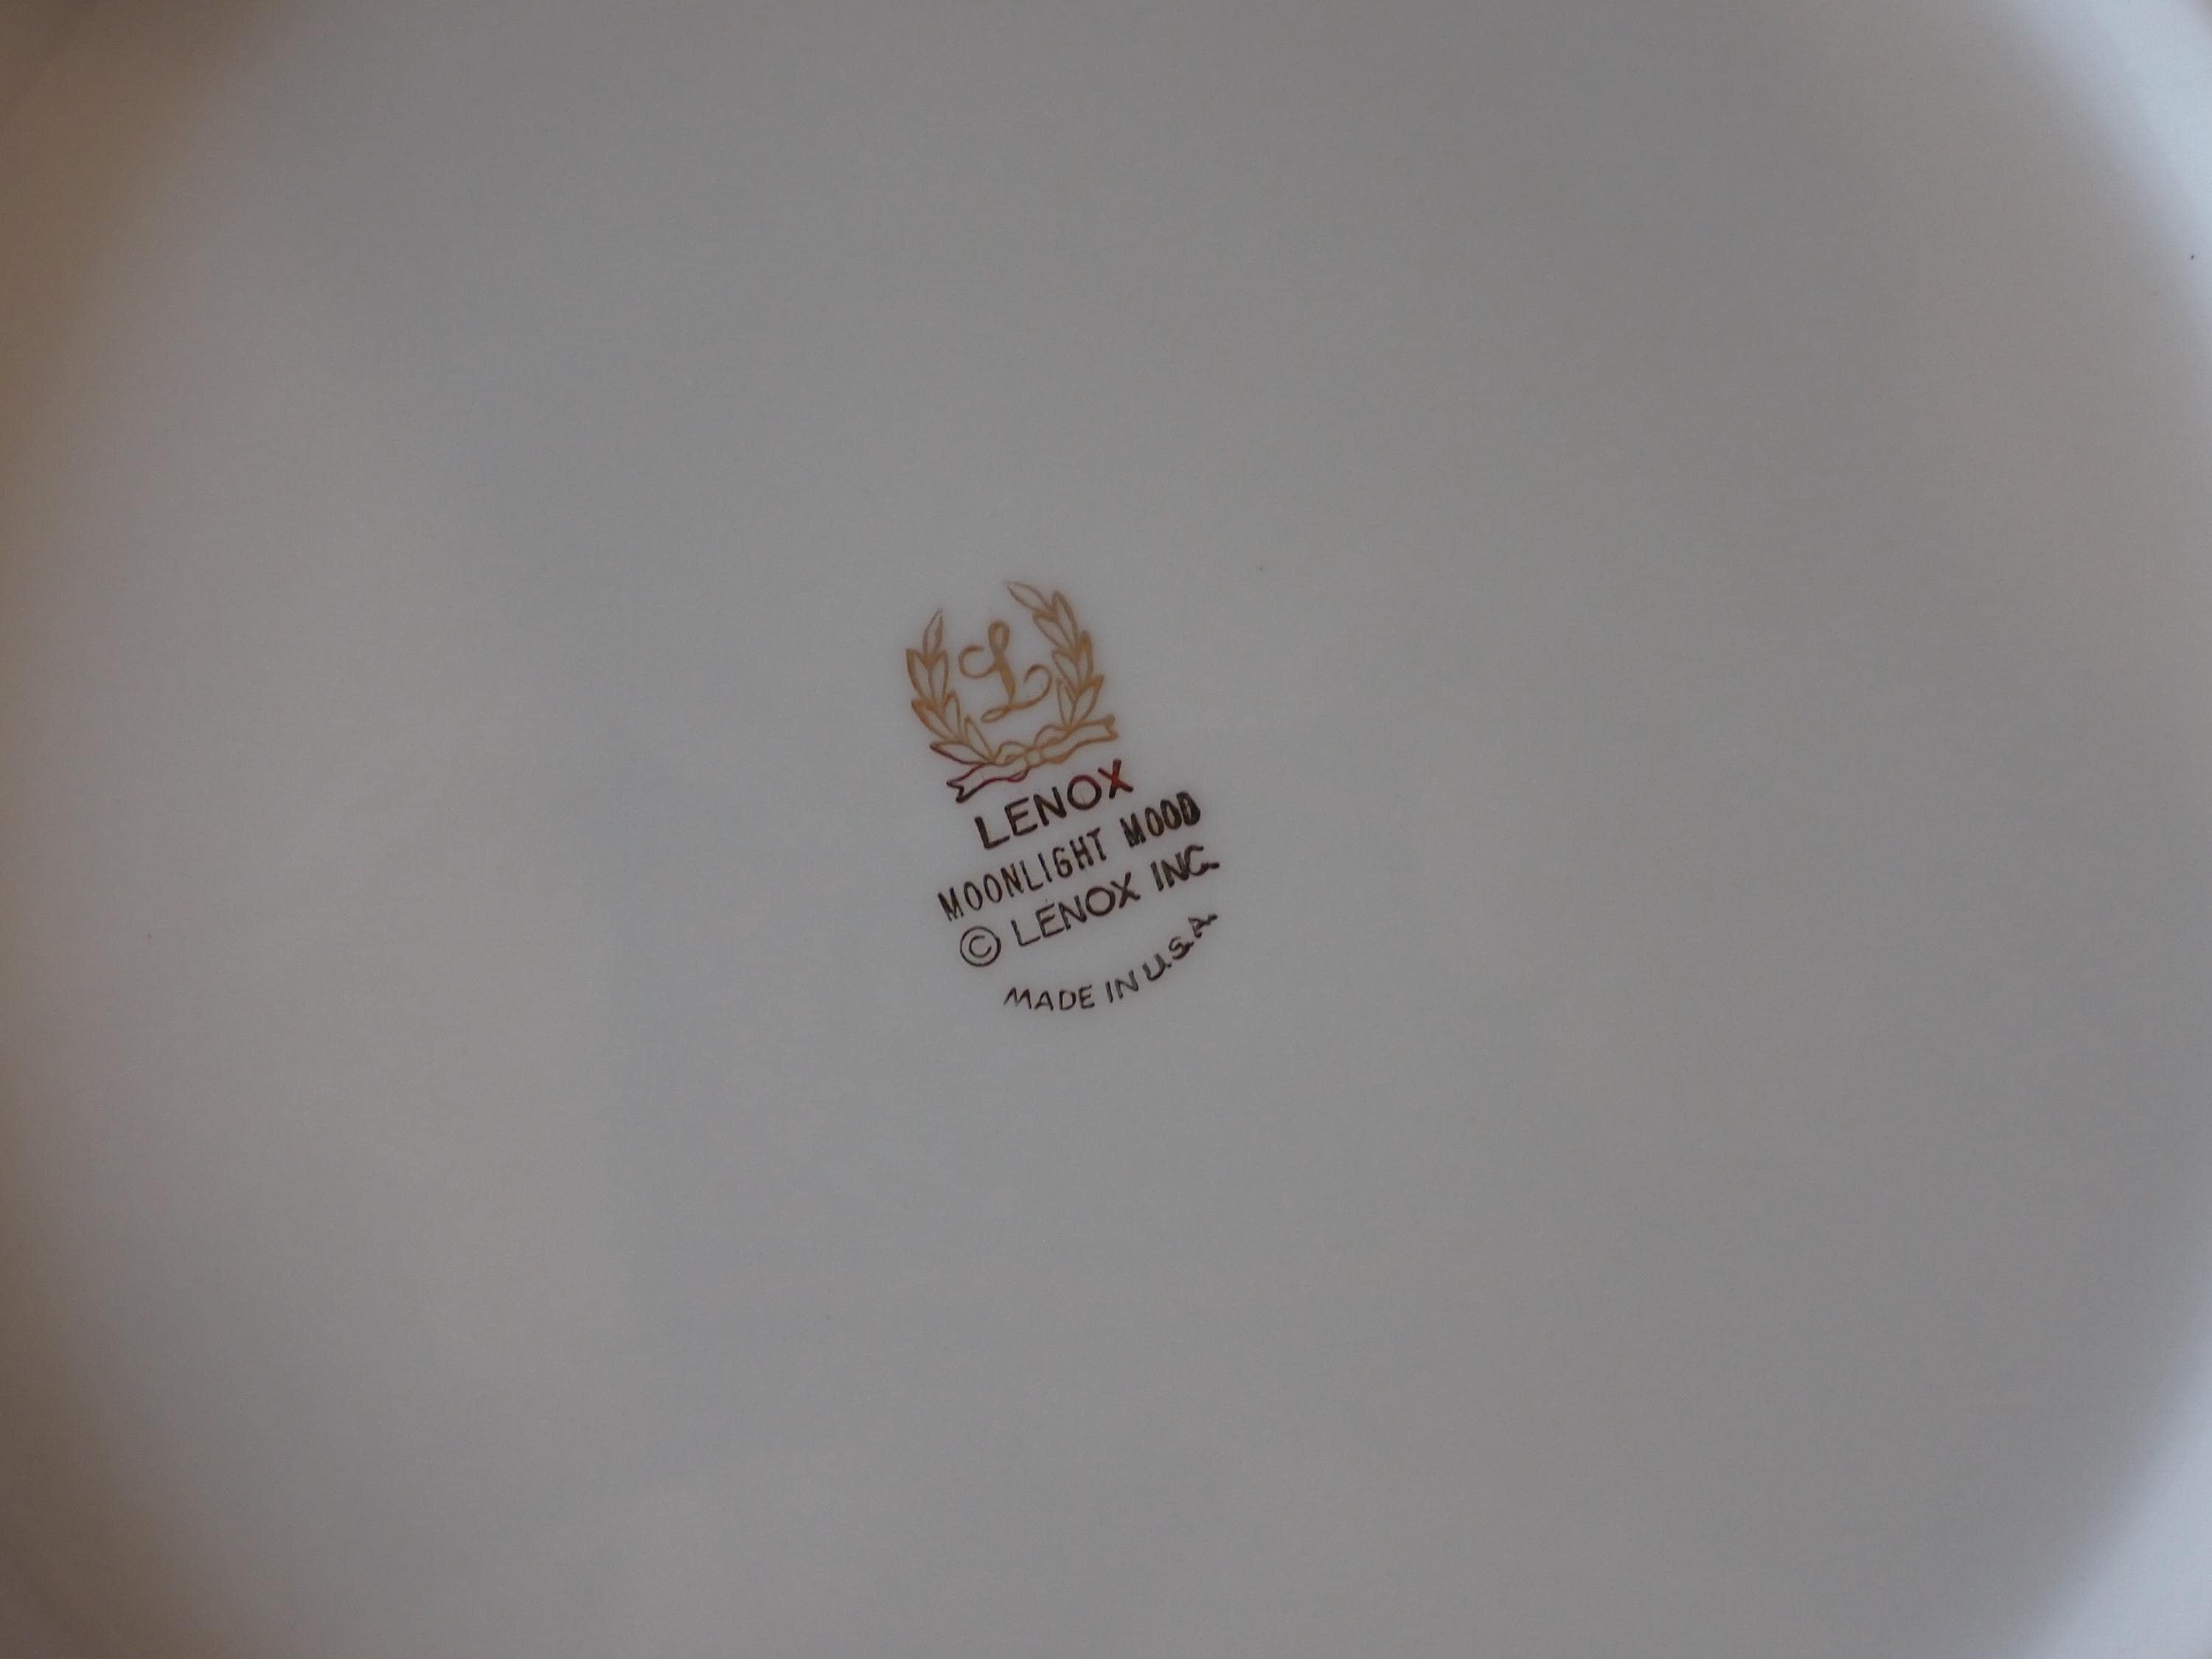 L
LENOX
MOONLIGHT MOOD
© LENOX INC.
MADE IN U.S.A.